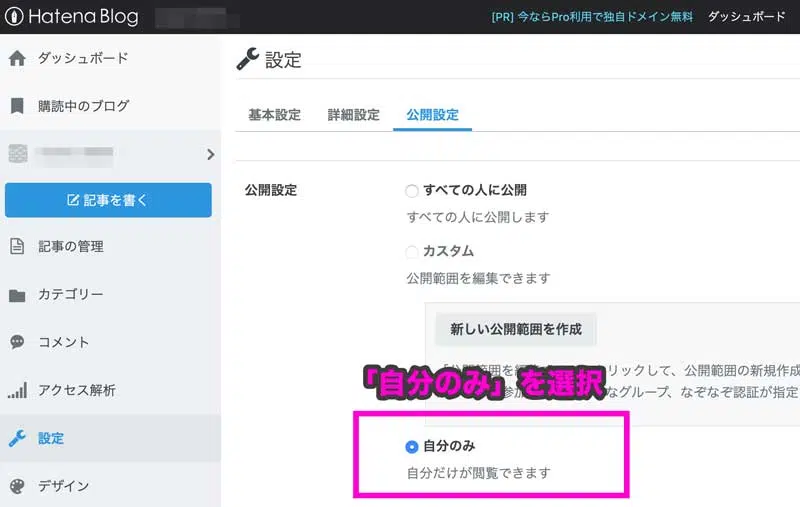 Hatena Blog
[PR] 今ならPro利用で独自ドメイン無料 ダッシュボード
ダッシュボード
購読中のブログ
記事を書く
記事の管理
カテゴリー
コメント
アクセス解析
設定
デザイン
設定
基本設定 詳細設定 公開設定
公開設定
すべての人に公開
すべての人に公開します
カスタム
公開範囲を編集できます
新しい公開範囲を作成
「公開範囲を編 リックして、公開範囲の新規作成
参加 なグループ、なぞなぞ認証が指定
「自分のみ」を選択
自分のみ
自分だけが閲覧できます